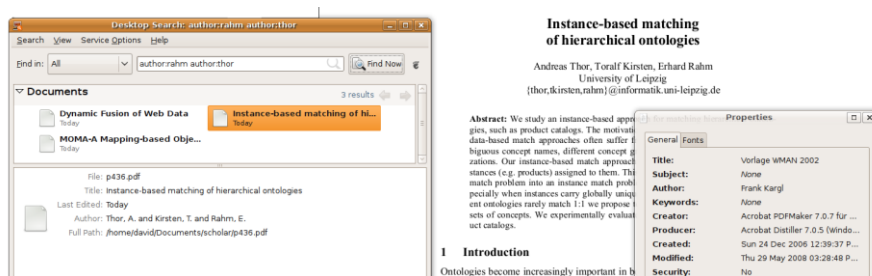 Desktop Search: author:rahm author:thor
Search View Service Options Help
Find in: All author:rahm author:thor Find Now
Documents
3 results
Dynamic Fusion of Web Data
Today
Instance-based matching of hi...
Today
MOMA-A Mapping-based Obje...
Today
File: p436.pdf
Title: Instance-based matching of hierarchical ontologies
Last Edited: Today
Author: Thor, A. and Kirsten, T. and Rahm, E.
Full Path: /home/david/Documents/scholar/p436.pdf
Instance-based matching
of hierarchical ontologies
Andreas Thor, Toralf Kirsten, Erhard Rahm
University of Leipzig
{thor,tkirsten,rahm}@informatik.uni-leipzig.de
Abstract: We study an instance-based
gies, such as product catalogs. The
data-based match approaches often suffer
biguous concept names, different concept
zations. Our instance-based match
stances (e.g. products) assigned to them.
match problem into an instance match
pecially when instances carry globally
ent ontologies rarely match 1:1 we propose
sets of concepts. We experimentally
uct catalogs.
1 Introduction
Ontologies become increasingly important in
Properties
General Fonts
Title: Vorlage WMAN 2002
Subject: None
Author: Frank Kargl
Keywords: None
Creator: Acrobat PDFMaker 7.0.7 für ...
Producer: Acrobat Distiller 7.0.5 (Windo...
Created: Sun 24 Dec 2006 12:39:37 P...
Modified: Thu 29 May 2008 03:28:48 P...
Security: No